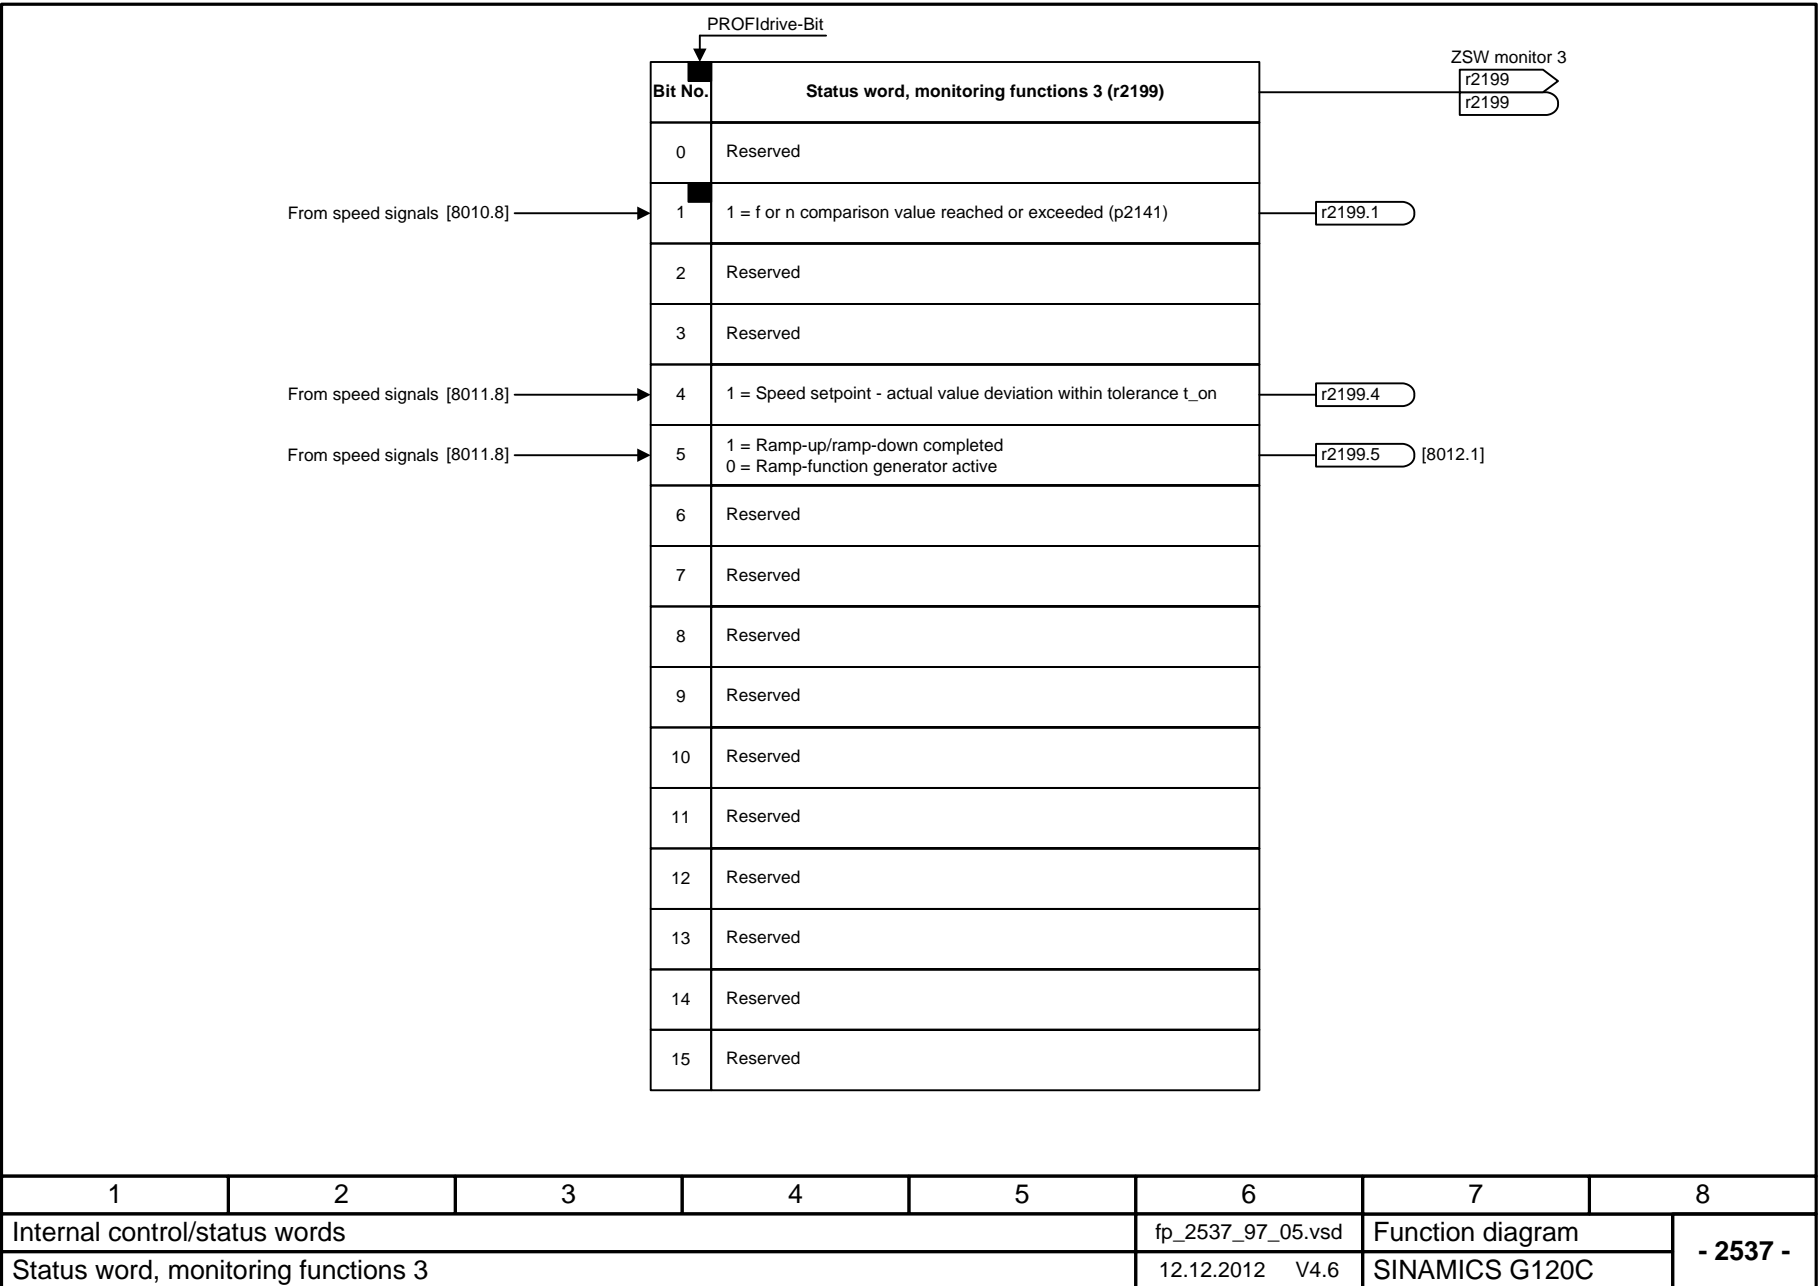 PROFIdrive-Bit
ZSW monitor 3
r2199
r2199
Bit No. Status word, monitoring functions 3 (r2199)
0 Reserved
From speed signals [8010.8] 1 1 = f or n comparison value reached or exceeded (p2141) r2199.1
2 Reserved
3 Reserved
From speed signals [8011.8] 4 1 = Speed setpoint - actual value deviation within tolerance t_on r2199.4
From speed signals [8011.8] 5 1 = Ramp-up/ramp-down completed
0 = Ramp-function generator active
r2199.5 [8012.1]
6 Reserved
7 Reserved
8 Reserved
9 Reserved
10 Reserved
11 Reserved
12 Reserved
13 Reserved
14 Reserved
15 Reserved
1 2 3 4 5 6 7 8
Internal control/status words fp_2537_97_05.vsd Function diagram
- 2537 -
Status word, monitoring functions 3 12.12.2012 V4.6 SINAMICS G120C